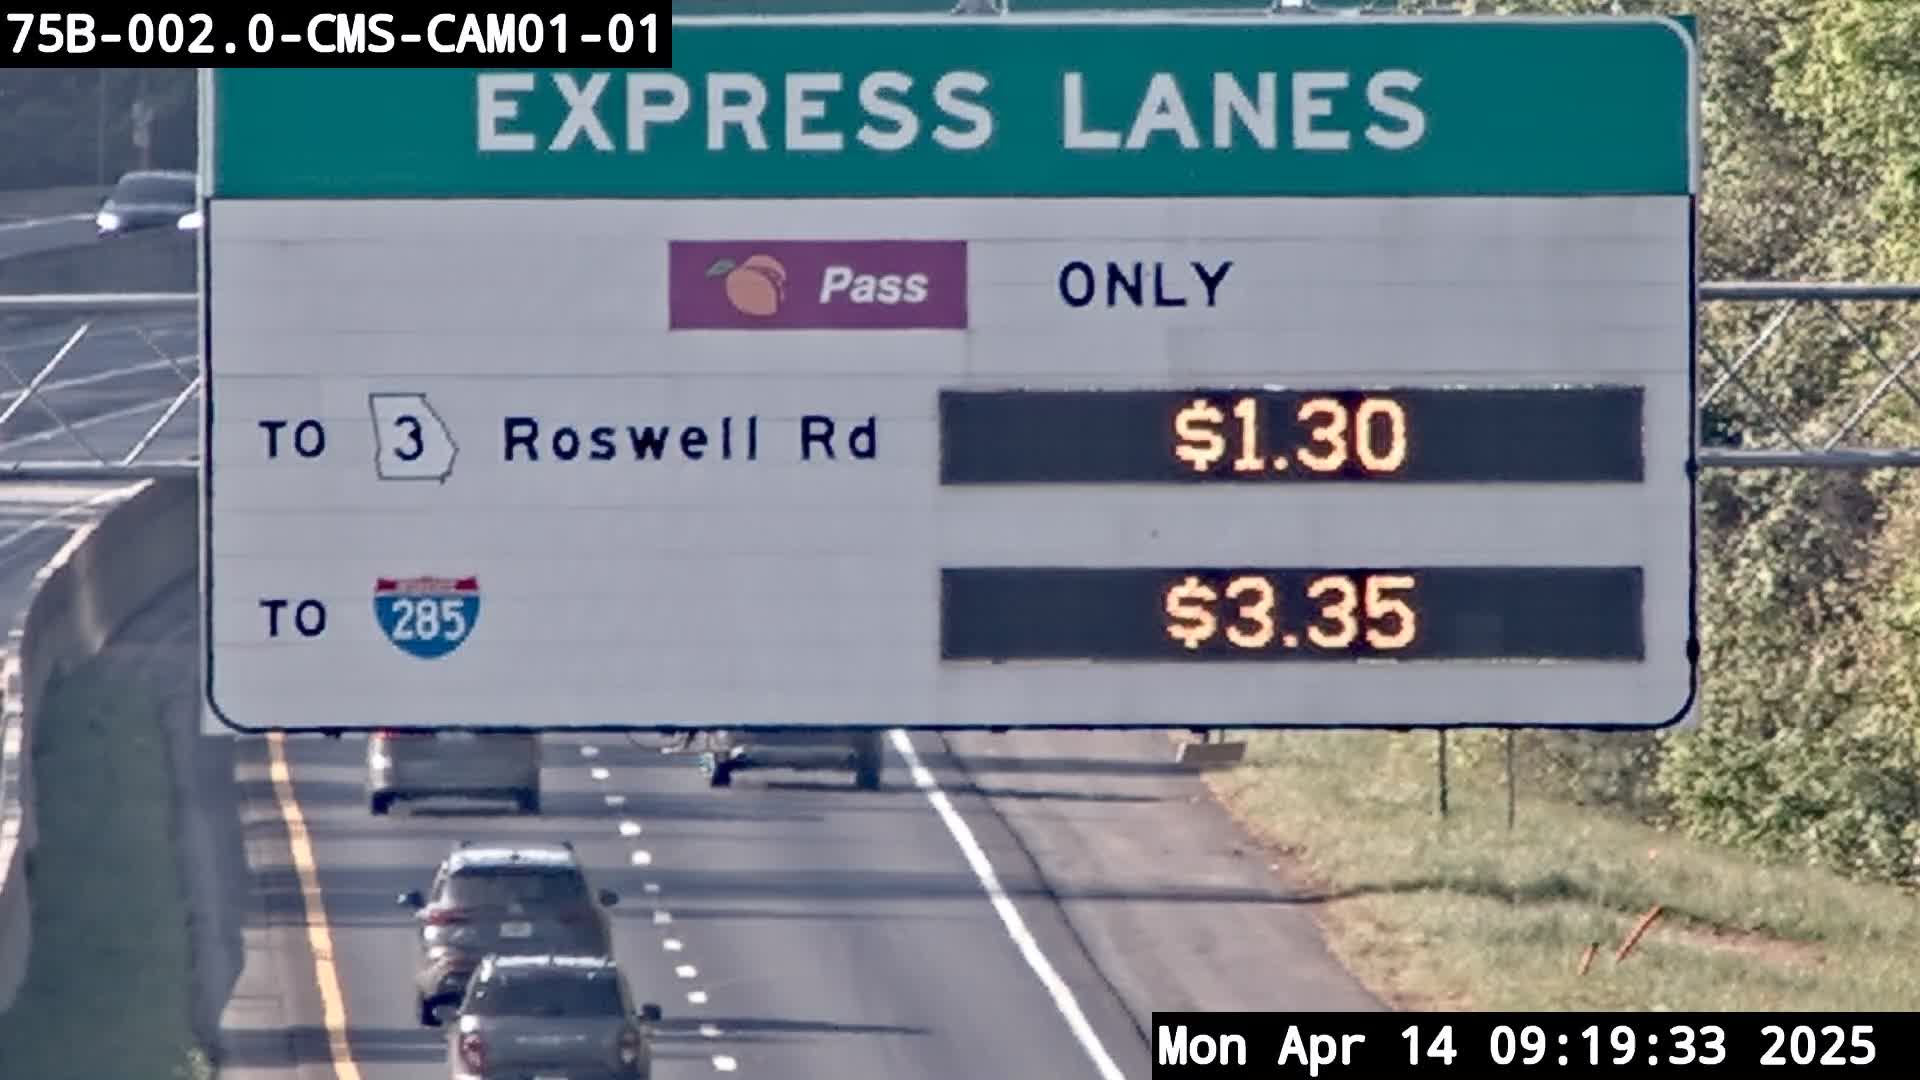 75B-002.0-CMS-CAM01-01
EXPRESS LANES
Pass ONLY
TO 3 Roswell Rd $1.30
TO 285 $3.35
Mon Apr 14 09:19:33 2025